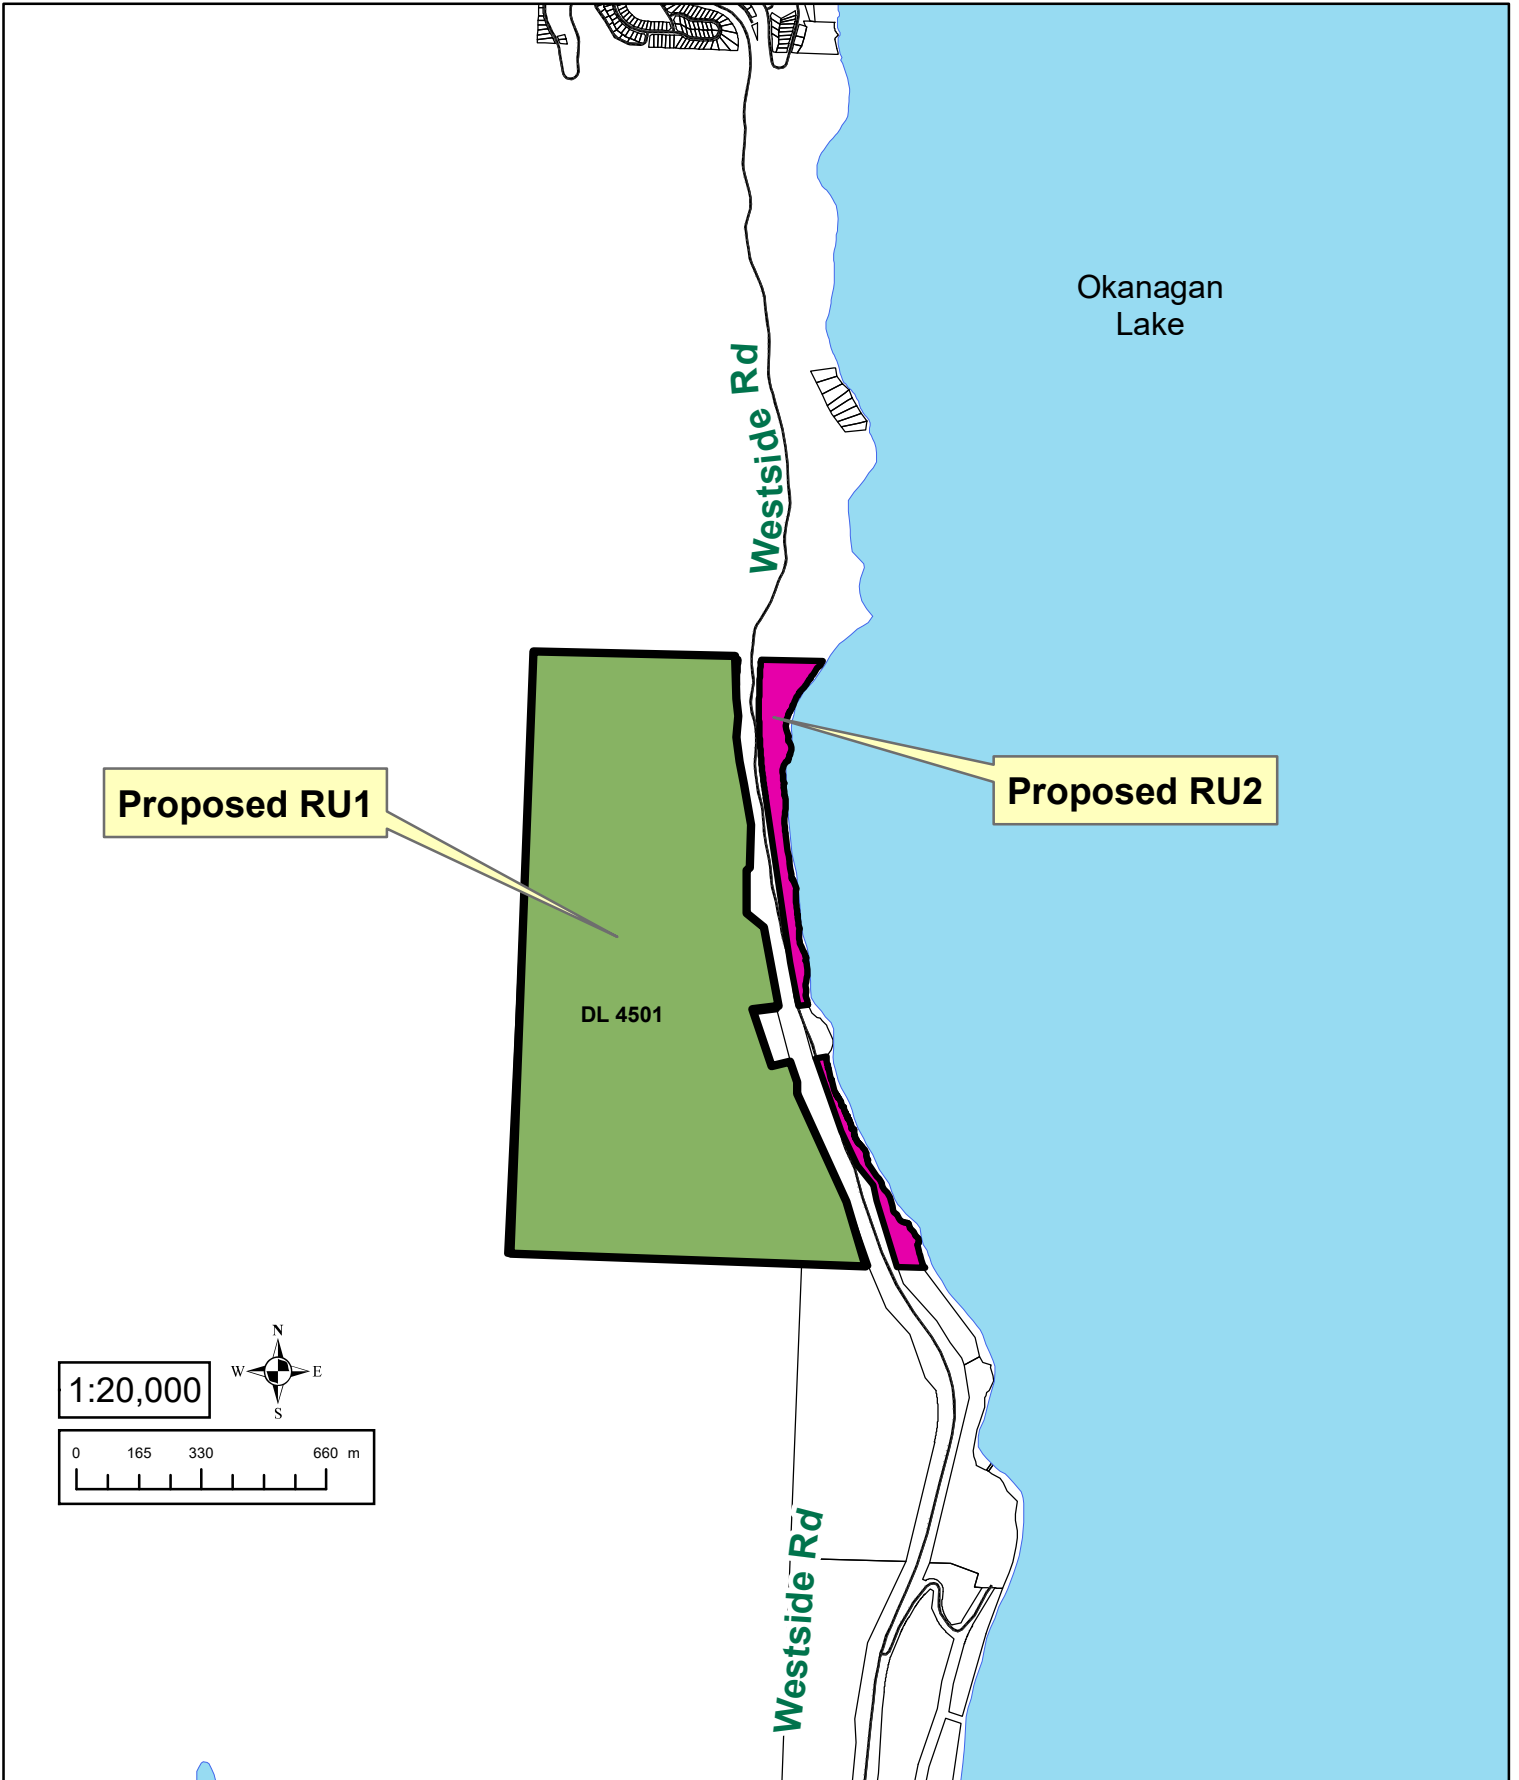 Okanagan
Lake
Westside Rd
Proposed RU1
Proposed RU2
DL 4501
N
W E
S
1:20,000
0 165 330 660 m
Westside Rd